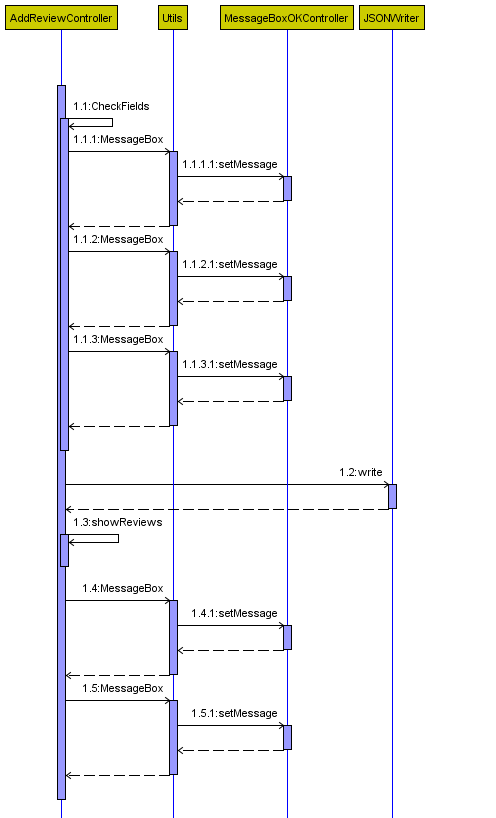 AddReviewController
Utils
MessageBoxOKController
JSONWriter
1.1:CheckFields
1.1.1:MessageBox
1.1.1.1:setMessage
1.1.2:MessageBox
1.1.2.1:setMessage
1.1.3:MessageBox
1.1.3.1:setMessage
1.2:write
1.3:showReviews
1.4:MessageBox
1.4.1:setMessage
1.5:MessageBox
1.5.1:setMessage